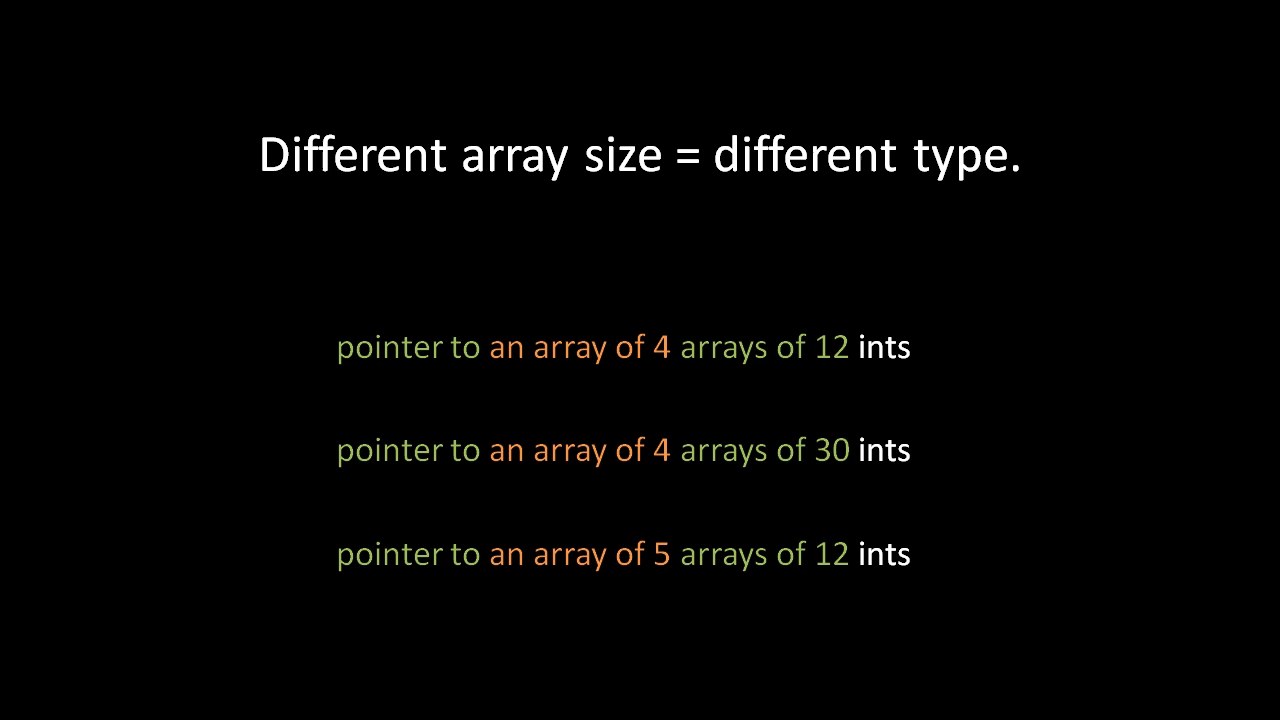 Different array size = different type.
pointer to an array of 4 arrays of 12 ints
pointer to an array of 4 arrays of 30 ints
pointer to an array of 5 arrays of 12 ints